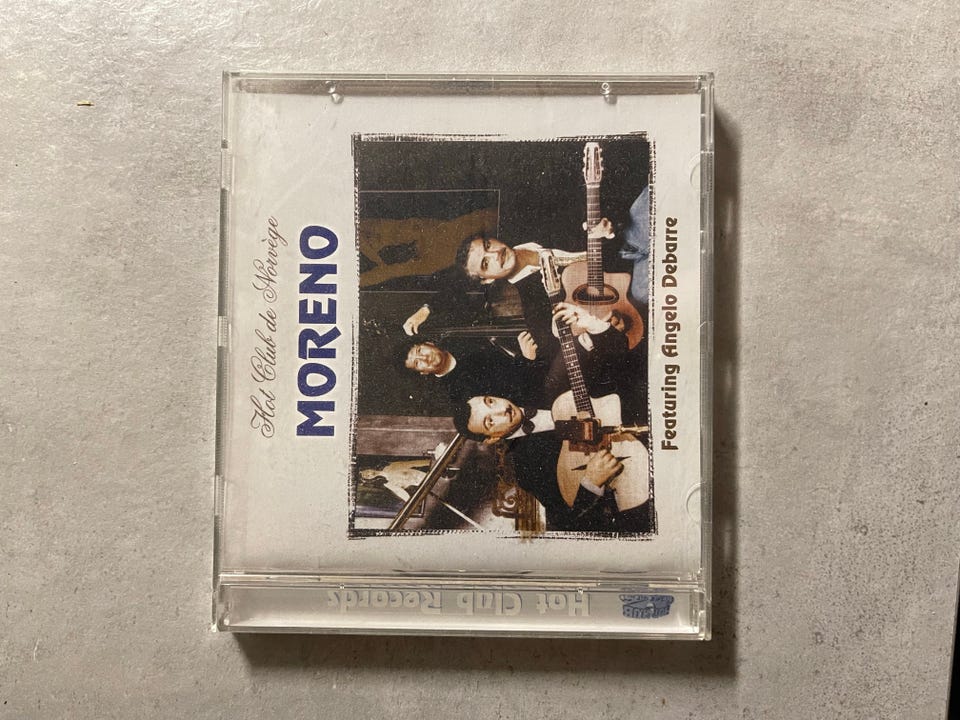 Hot Club de Norvège
MORENO
Featuring Angelo Debarre
Hot Club Records